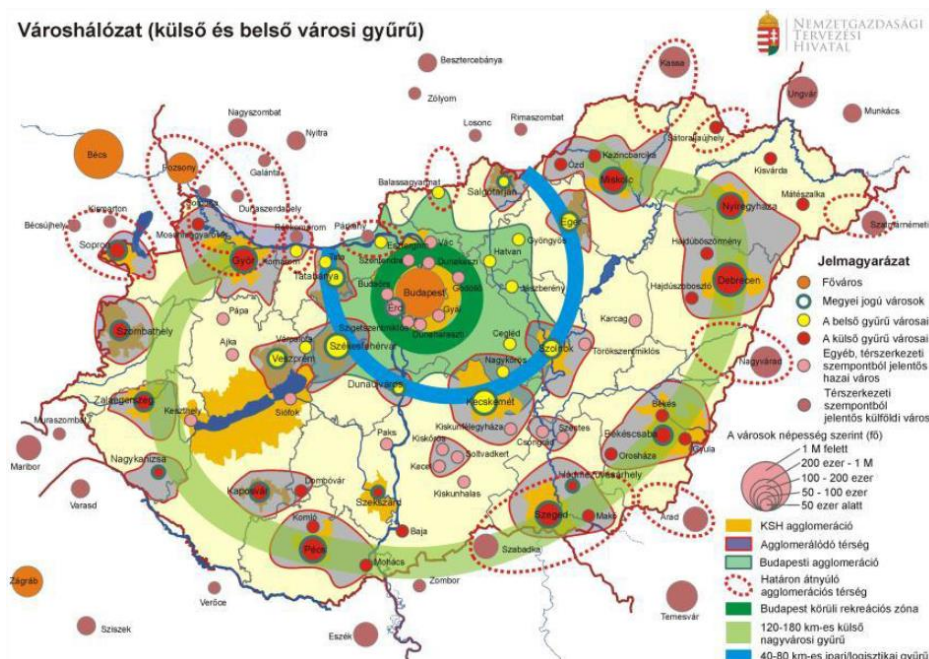 Városhálózat (külső és belső városi gyűrű)
NEMZETGAZDASÁGI
TERVEZÉSI
HIVATAL
Besztercebánya
Kassa
Ungvár
Zólyom
Munkács
Nagyszombat
Nyitra
Losonc
Rimaszombat
Sátoraljaújhely
Bécs
Pozsony
Galánta
Ózd
Kazincbarcika
Kisvárda
Balassagyarmat
Salgótarján
Miskolc
Dunaszerdahely
Mátészalka
Nyíregyháza
Bécsújhely
Kismarton
Párkány
Eger
Szatmárnémeti
Sopron
Vác
Gyöngyös
Hajdúböszörmény
Győr
Komárom
Tata
Szentendre
Dunakeszi
Hatvan
Tatabánya
Gödöllő
Debrecen
Budaörs
Budapest
Jászberény
Hajdúszoboszló
Érd
Gyál
Szombathely
Pápa
Szigetszentmiklós
Dunaharaszti
Karcag
Várpalota
Székesfehérvár
Cegléd
Szolnok
Ajka
Veszprém
Nagykőrös
Törökszentmiklós
Nagyvárad
Dunaújváros
Zalaegerszeg
Keszthely
Siófok
Kecskemét
Békés
Muraszombat
Paks
Kiskunfélegyháza
Szentes
Békéscsaba
Kiskőrös
Csongrád
Gyula
Maribor
Nagykanizsa
Soltvadkert
Orosháza
Kecel
Dombóvár
Hódmezővásárhely
Varasd
Kaposvár
Szekszárd
Kiskunhalas
Komló
Baja
Szeged
Makó
Arad
Pécs
Szabadka
Zágráb
Mohács
Verőce
Zombor
Temesvár
Sziszek
Eszék
Jelmagyarázat
Főváros
Megyei jogú városok
A belső gyűrű városai
A külső gyűrű városai
Egyéb, térszerkezeti
szempontból jelentős
hazai város
Térszerkezeti
szempontból
jelentős külföldi város
A városok népesség szerint (fő)
1 M felett
200 ezer - 1 M
100 - 200 ezer
50 - 100 ezer
50 ezer alatt
KSH agglomeráció
Agglomerálódó térség
Budapesti agglomeráció
Határon átnyúló
agglomerációs térség
Budapest körüli rekreációs zóna
120-180 km-es külső
nagyvárosi gyűrű
40-80 km-es ipari/logisztikai gyűrű